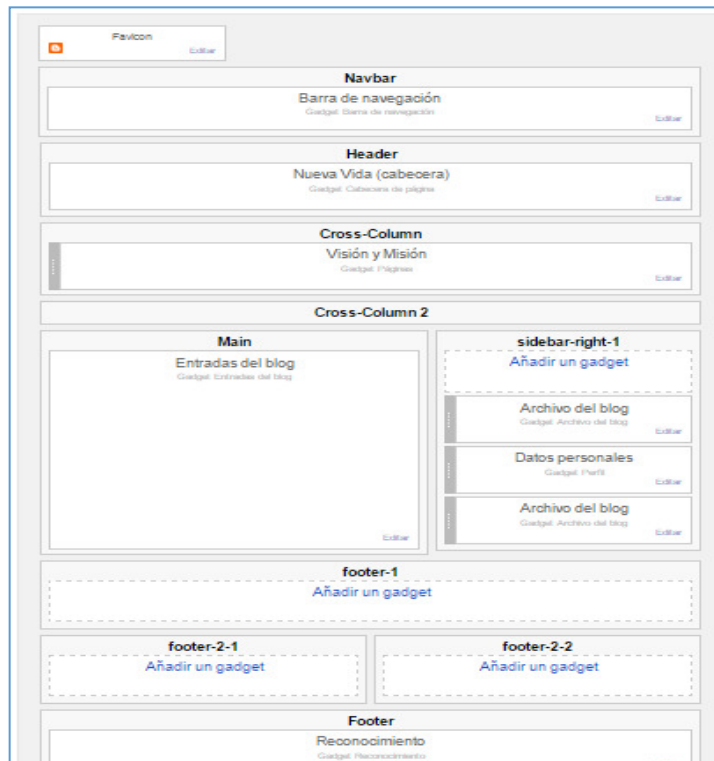 Favicon
Editar
Navbar
Barra de navegación
Gadget: Barra de navegación
Editar
Header
Nueva Vida (cabecera)
Gadget: Cabecera de página
Editar
Cross-Column
Visión y Misión
Gadget: Páginas
Editar
Cross-Column 2
Main
Entradas del blog
Gadget: Entradas del blog
Editar
sidebar-right-1
Añadir un gadget
Archivo del blog
Gadget: Archivo del blog
Editar
Datos personales
Gadget: Perfil
Editar
Archivo del blog
Gadget: Archivo del blog
Editar
footer-1
Añadir un gadget
footer-2-1
Añadir un gadget
footer-2-2
Añadir un gadget
Footer
Reconocimiento
Gadget: Reconocimiento